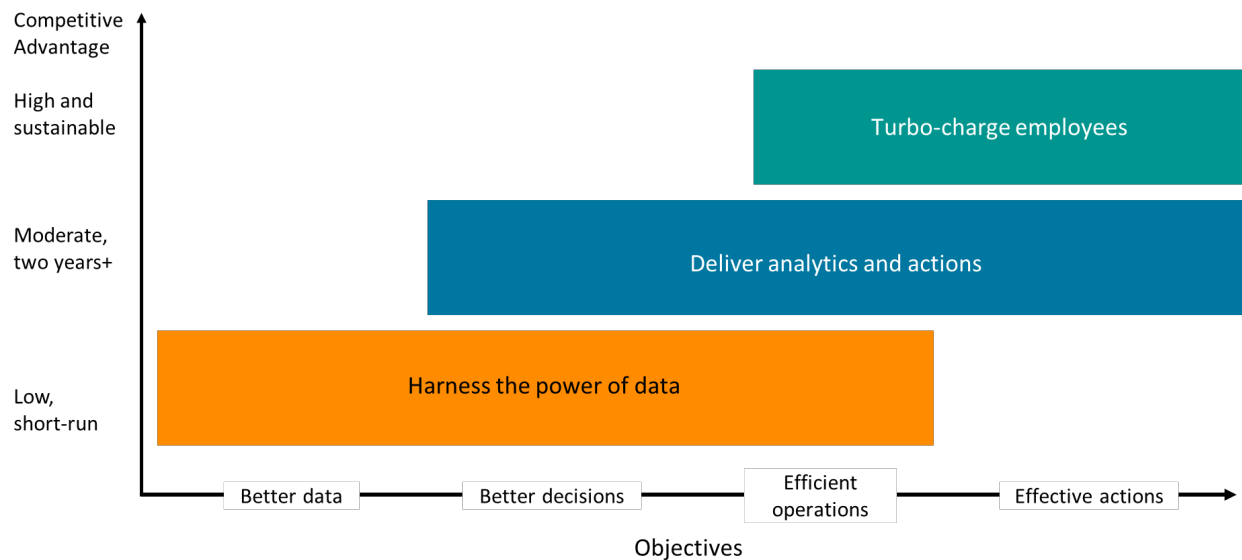 Competitive
Advantage
High and
sustainable
Turbo-charge employees
Moderate,
two years+
Deliver analytics and actions
Harness the power of data
Low,
short-run
Better data
Better decisions
Efficient
operations
Effective actions
Objectives